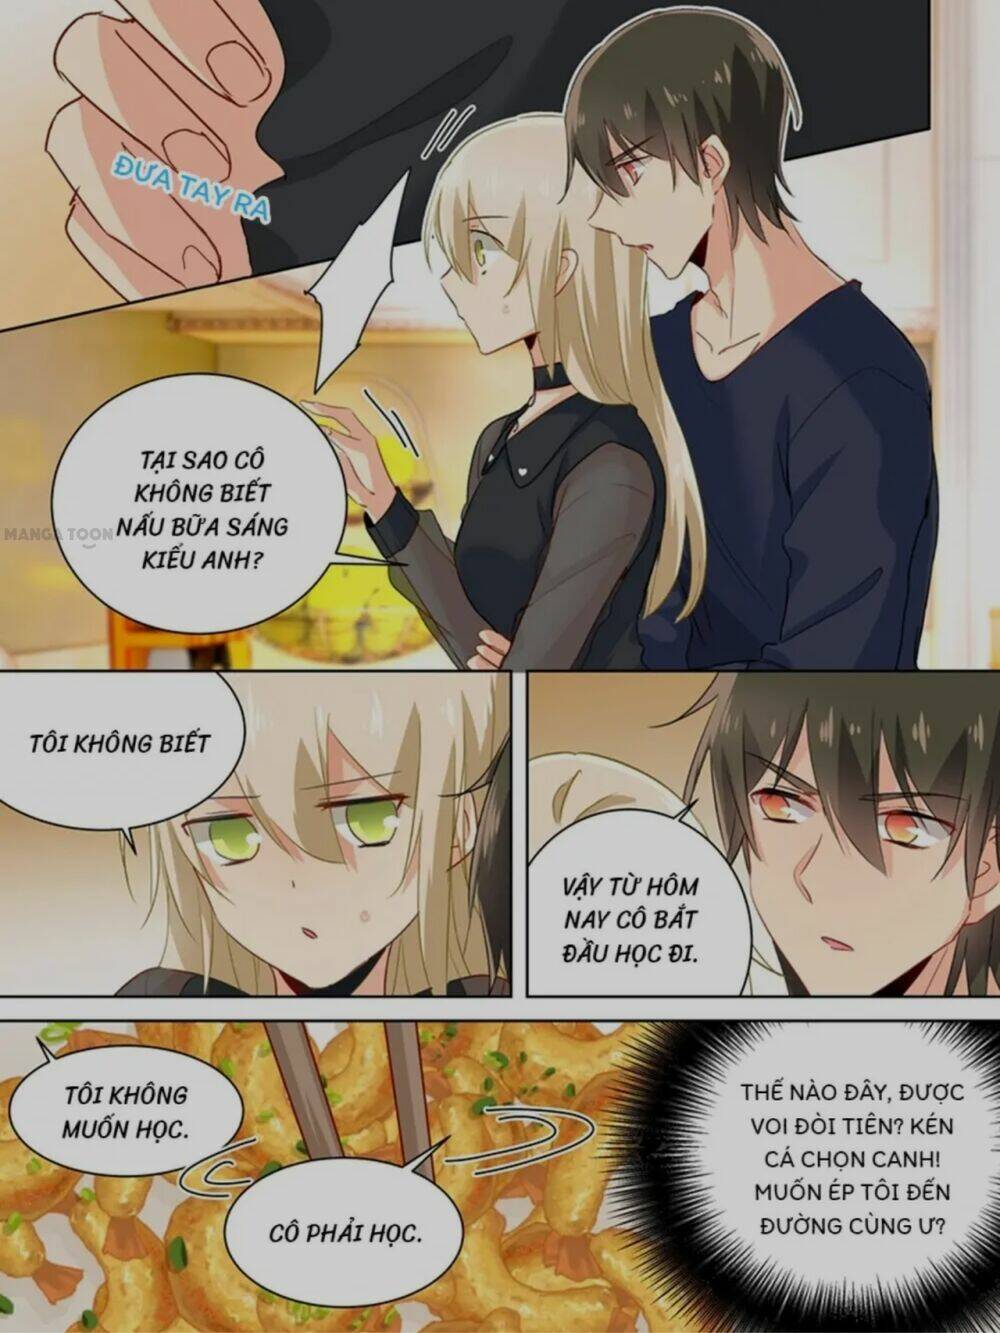 ĐƯA TAY RA
TẠI SAO CÔ
KHÔNG BIẾT
NẤU BỮA SÁNG
KIỂU ANH?
MANGA TOON
TÔI KHÔNG BIẾT
VẬY TỪ HÔM
NAY CÔ BẮT
ĐẦU HỌC ĐI.
TÔI KHÔNG
MUỐN HỌC.
CÔ PHẢI HỌC.
THẾ NÀO ĐÂY, ĐƯỢC
VOI ĐÒI TIÊN? KÉN
CÁ CHỌN CANH!
MUỐN ÉP TÔI ĐẾN
ĐƯỜNG CÙNG Ư?